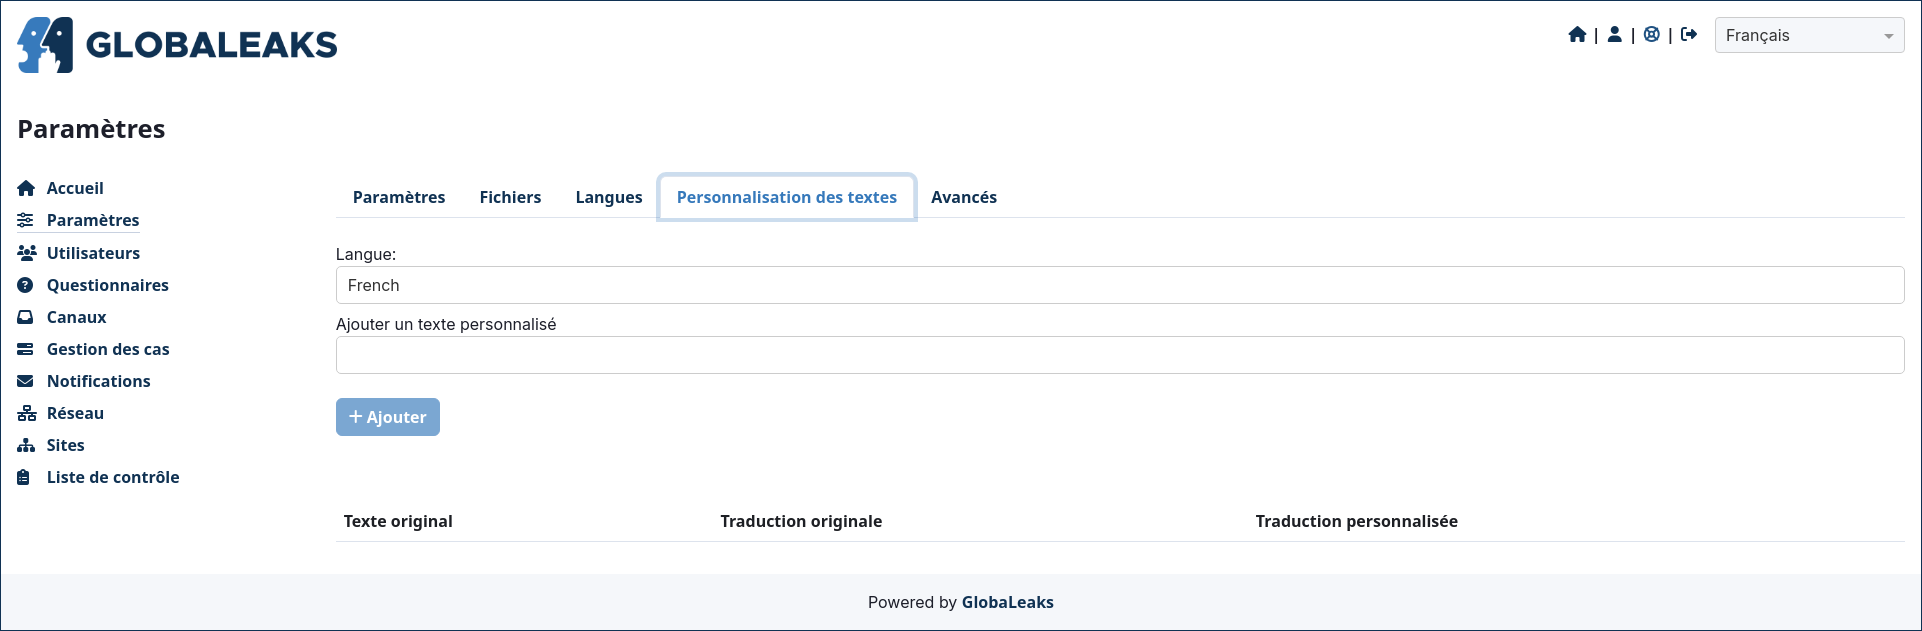 GLOBALEAKS
| | | Français
Paramètres
Accueil
Paramètres
Utilisateurs
Questionnaires
Canaux
Gestion des cas
Notifications
Réseau
Sites
Liste de contrôle
Paramètres Fichiers Langues Personnalisation des textes Avancés
Langue:
French
Ajouter un texte personnalisé
+ Ajouter
Texte original Traduction originale Traduction personnalisée
Powered by GlobaLeaks